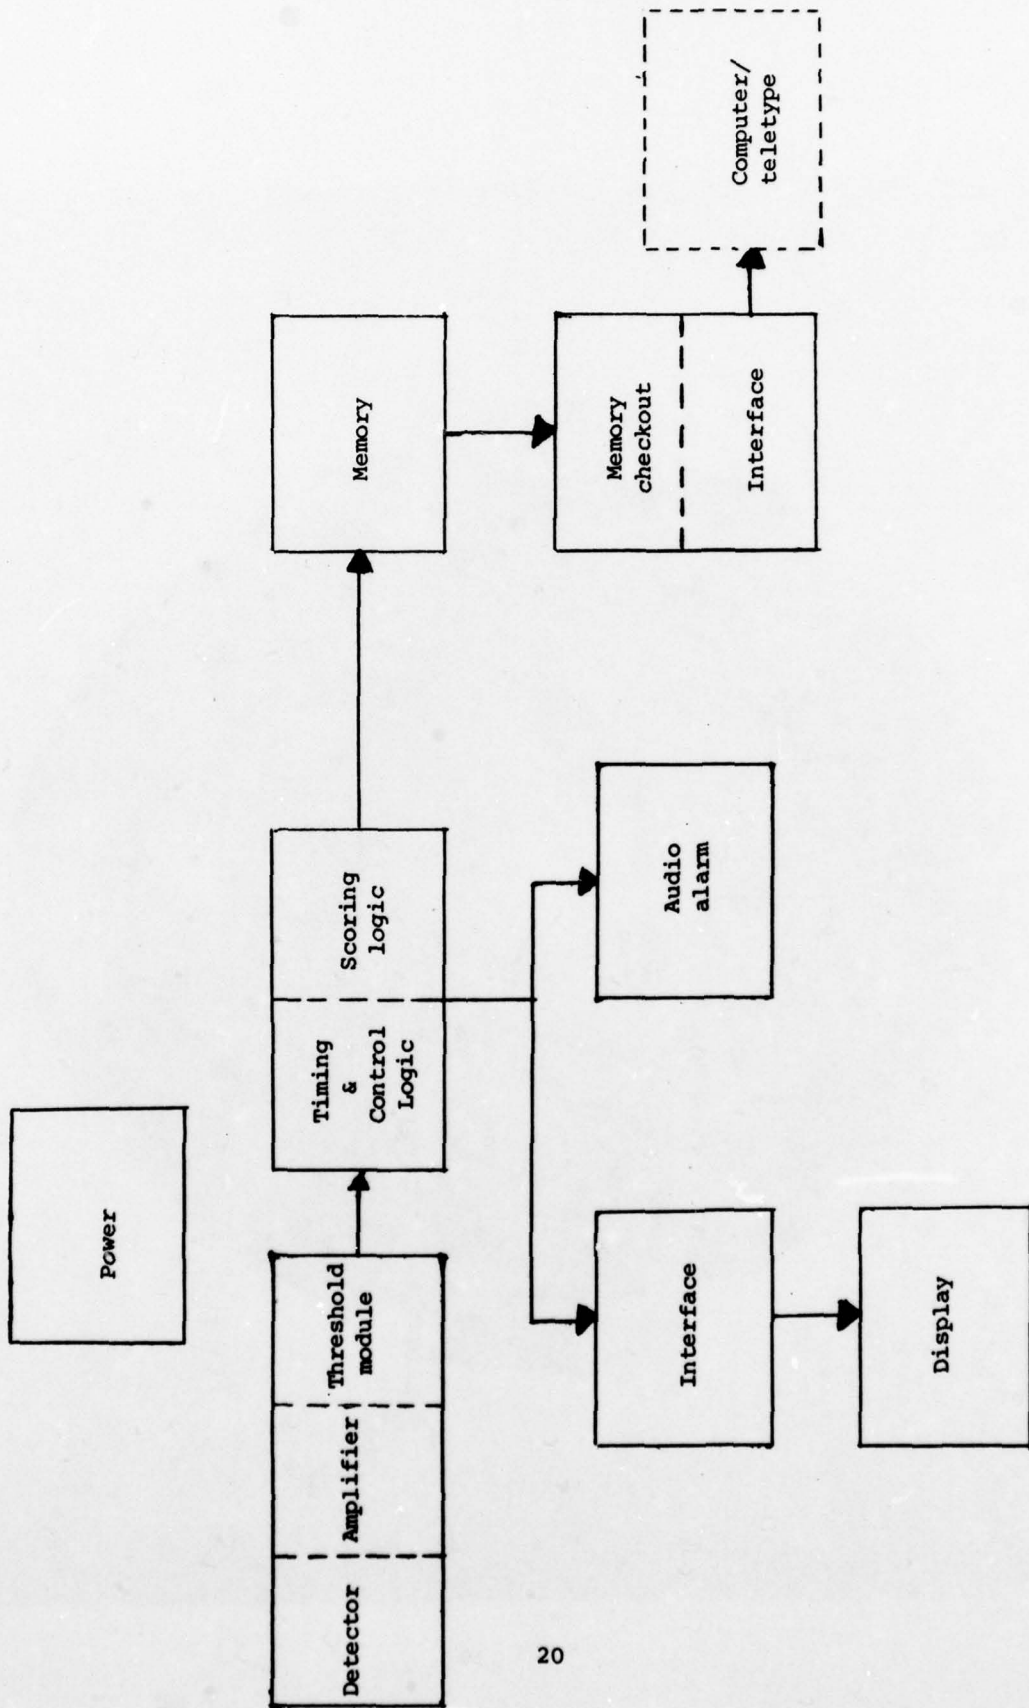 Power
Detector
Amplifier
Threshold
module
Timing
&
Control
Logic
Scoring
logic
Memory
Interface
Display
Audio
alarm
Memory
checkout
Interface
Computer/
teletype
20